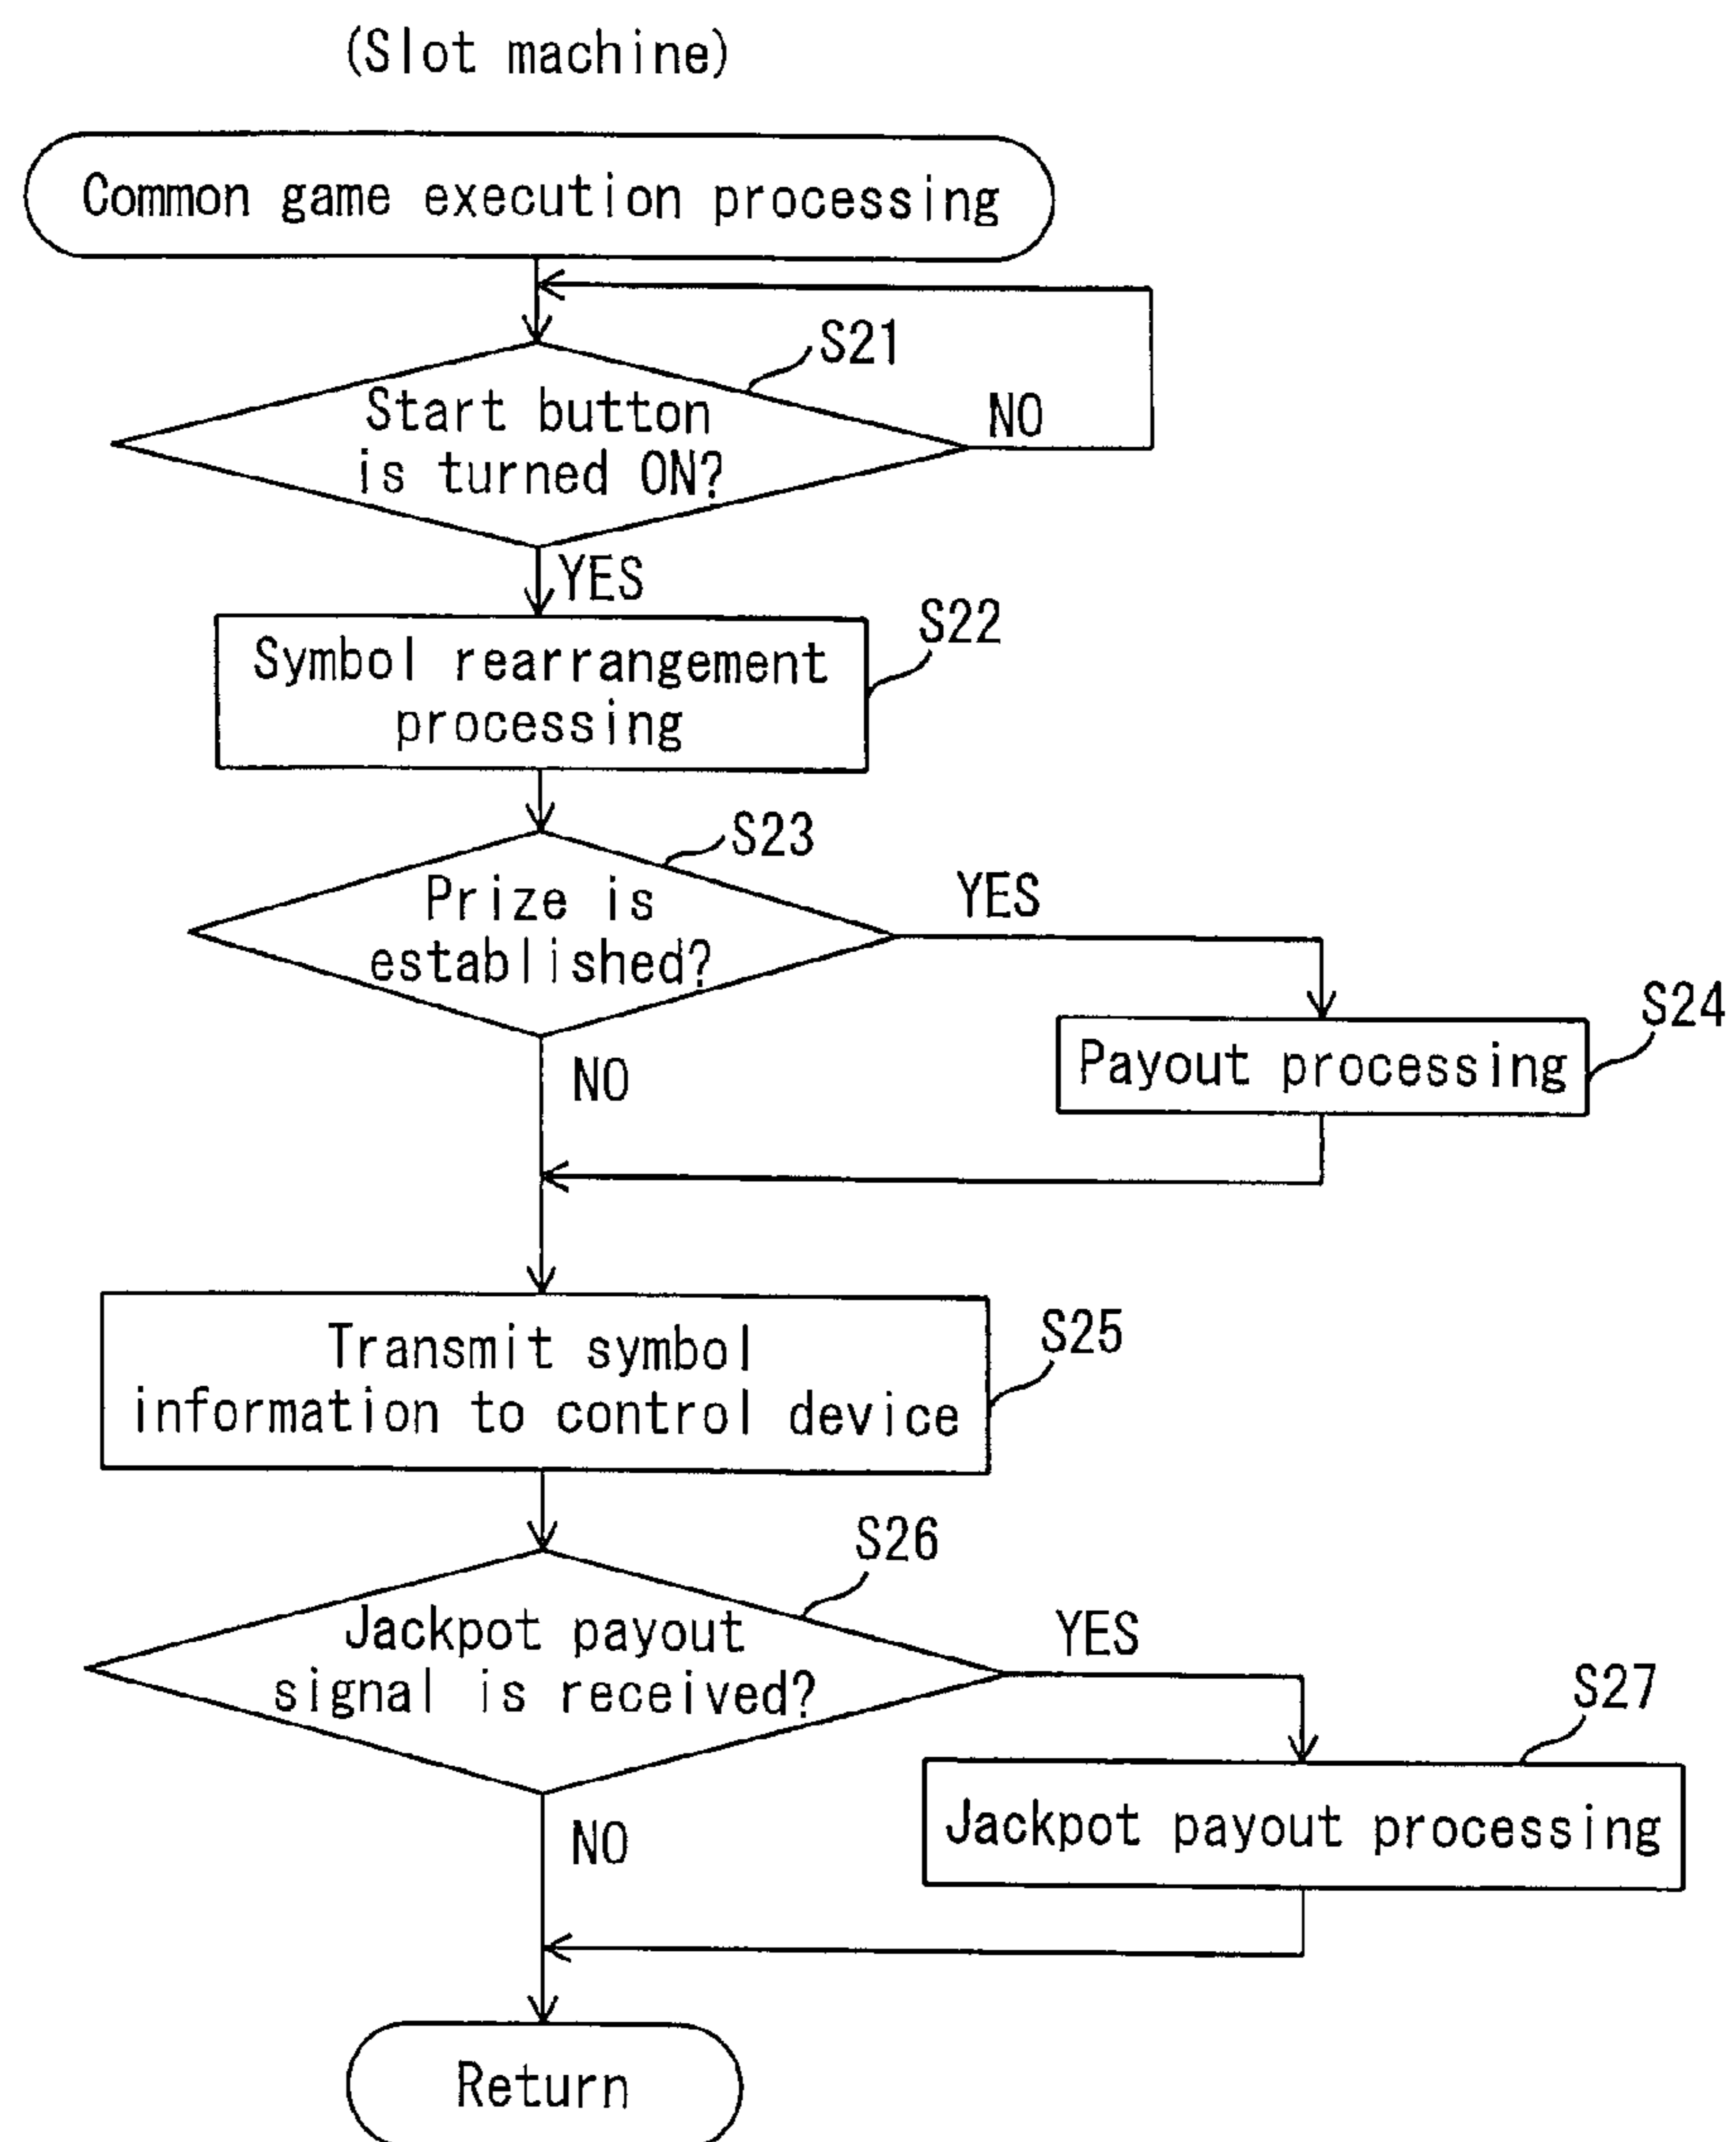 (Slot machine)
Common game execution processing
S21
Start button
is turned ON?
NO
YES
S22
Symbol rearrangement
processing
S23
Prize is
established?
YES
NO
S24
Payout processing
S25
Transmit symbol
information to control device
S26
Jackpot payout
signal is received?
YES
NO
S27
Jackpot payout processing
Return